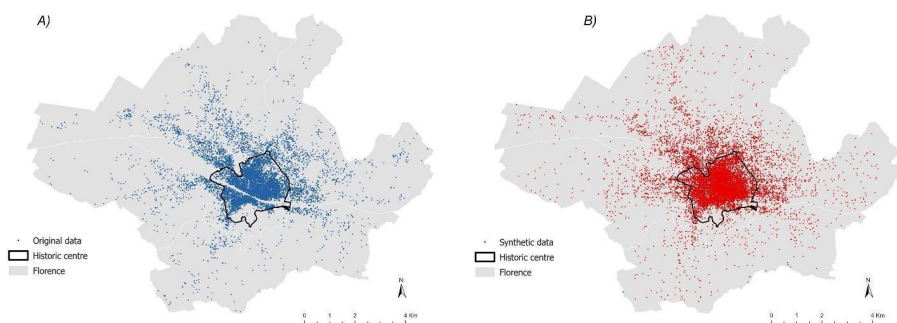 A)
Original data
Historic centre
Florence
N
0 1 2 4 Km
B)
Synthetic data
Historic centre
Florence
N
0 1 2 4 Km